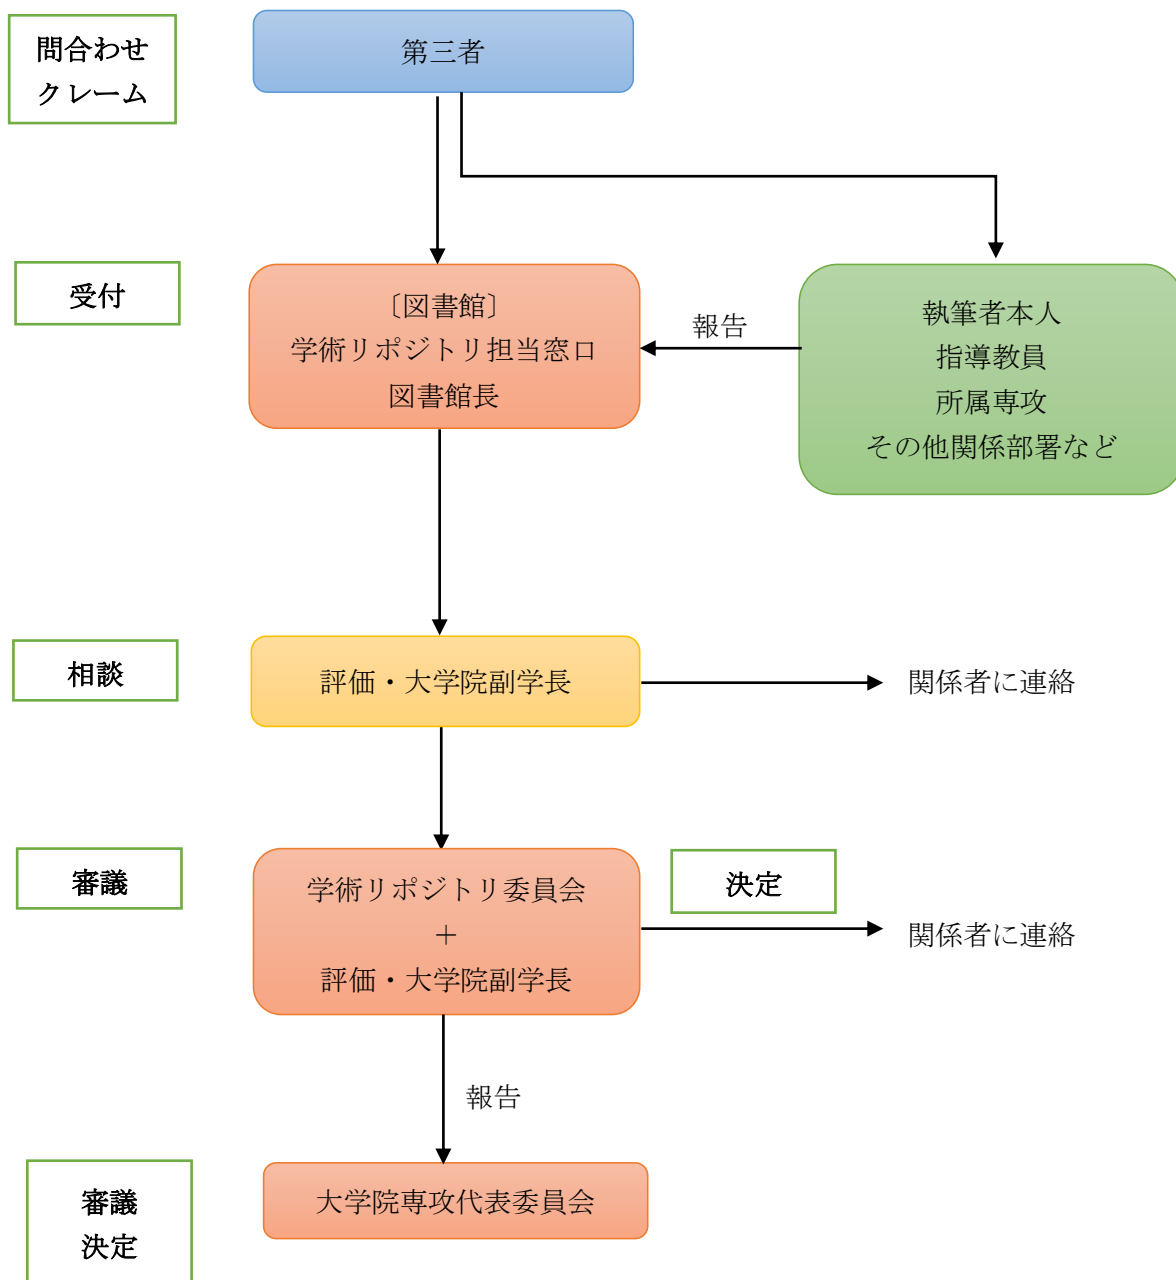 問合わせ
クレーム
第三者
受付
〔図書館〕
学術リポジトリ担当窓口
図書館長
報告
執筆者本人
指導教員
所属専攻
その他関係部署など
相談
評価・大学院副学長
関係者に連絡
審議
学術リポジトリ委員会
＋
評価・大学院副学長
決定
関係者に連絡
報告
審議
決定
大学院専攻代表委員会